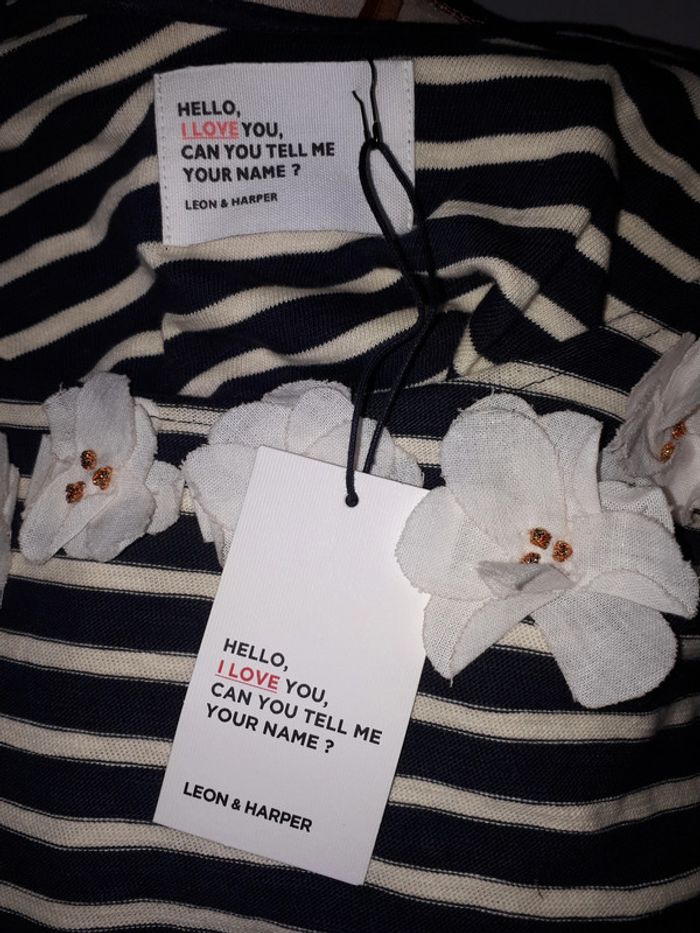 HELLO,
I LOVE YOU,
CAN YOU TELL ME
YOUR NAME ?
LEON & HARPER
HELLO,
I LOVE YOU,
CAN YOU TELL ME
YOUR NAME ?
LEON & HARPER